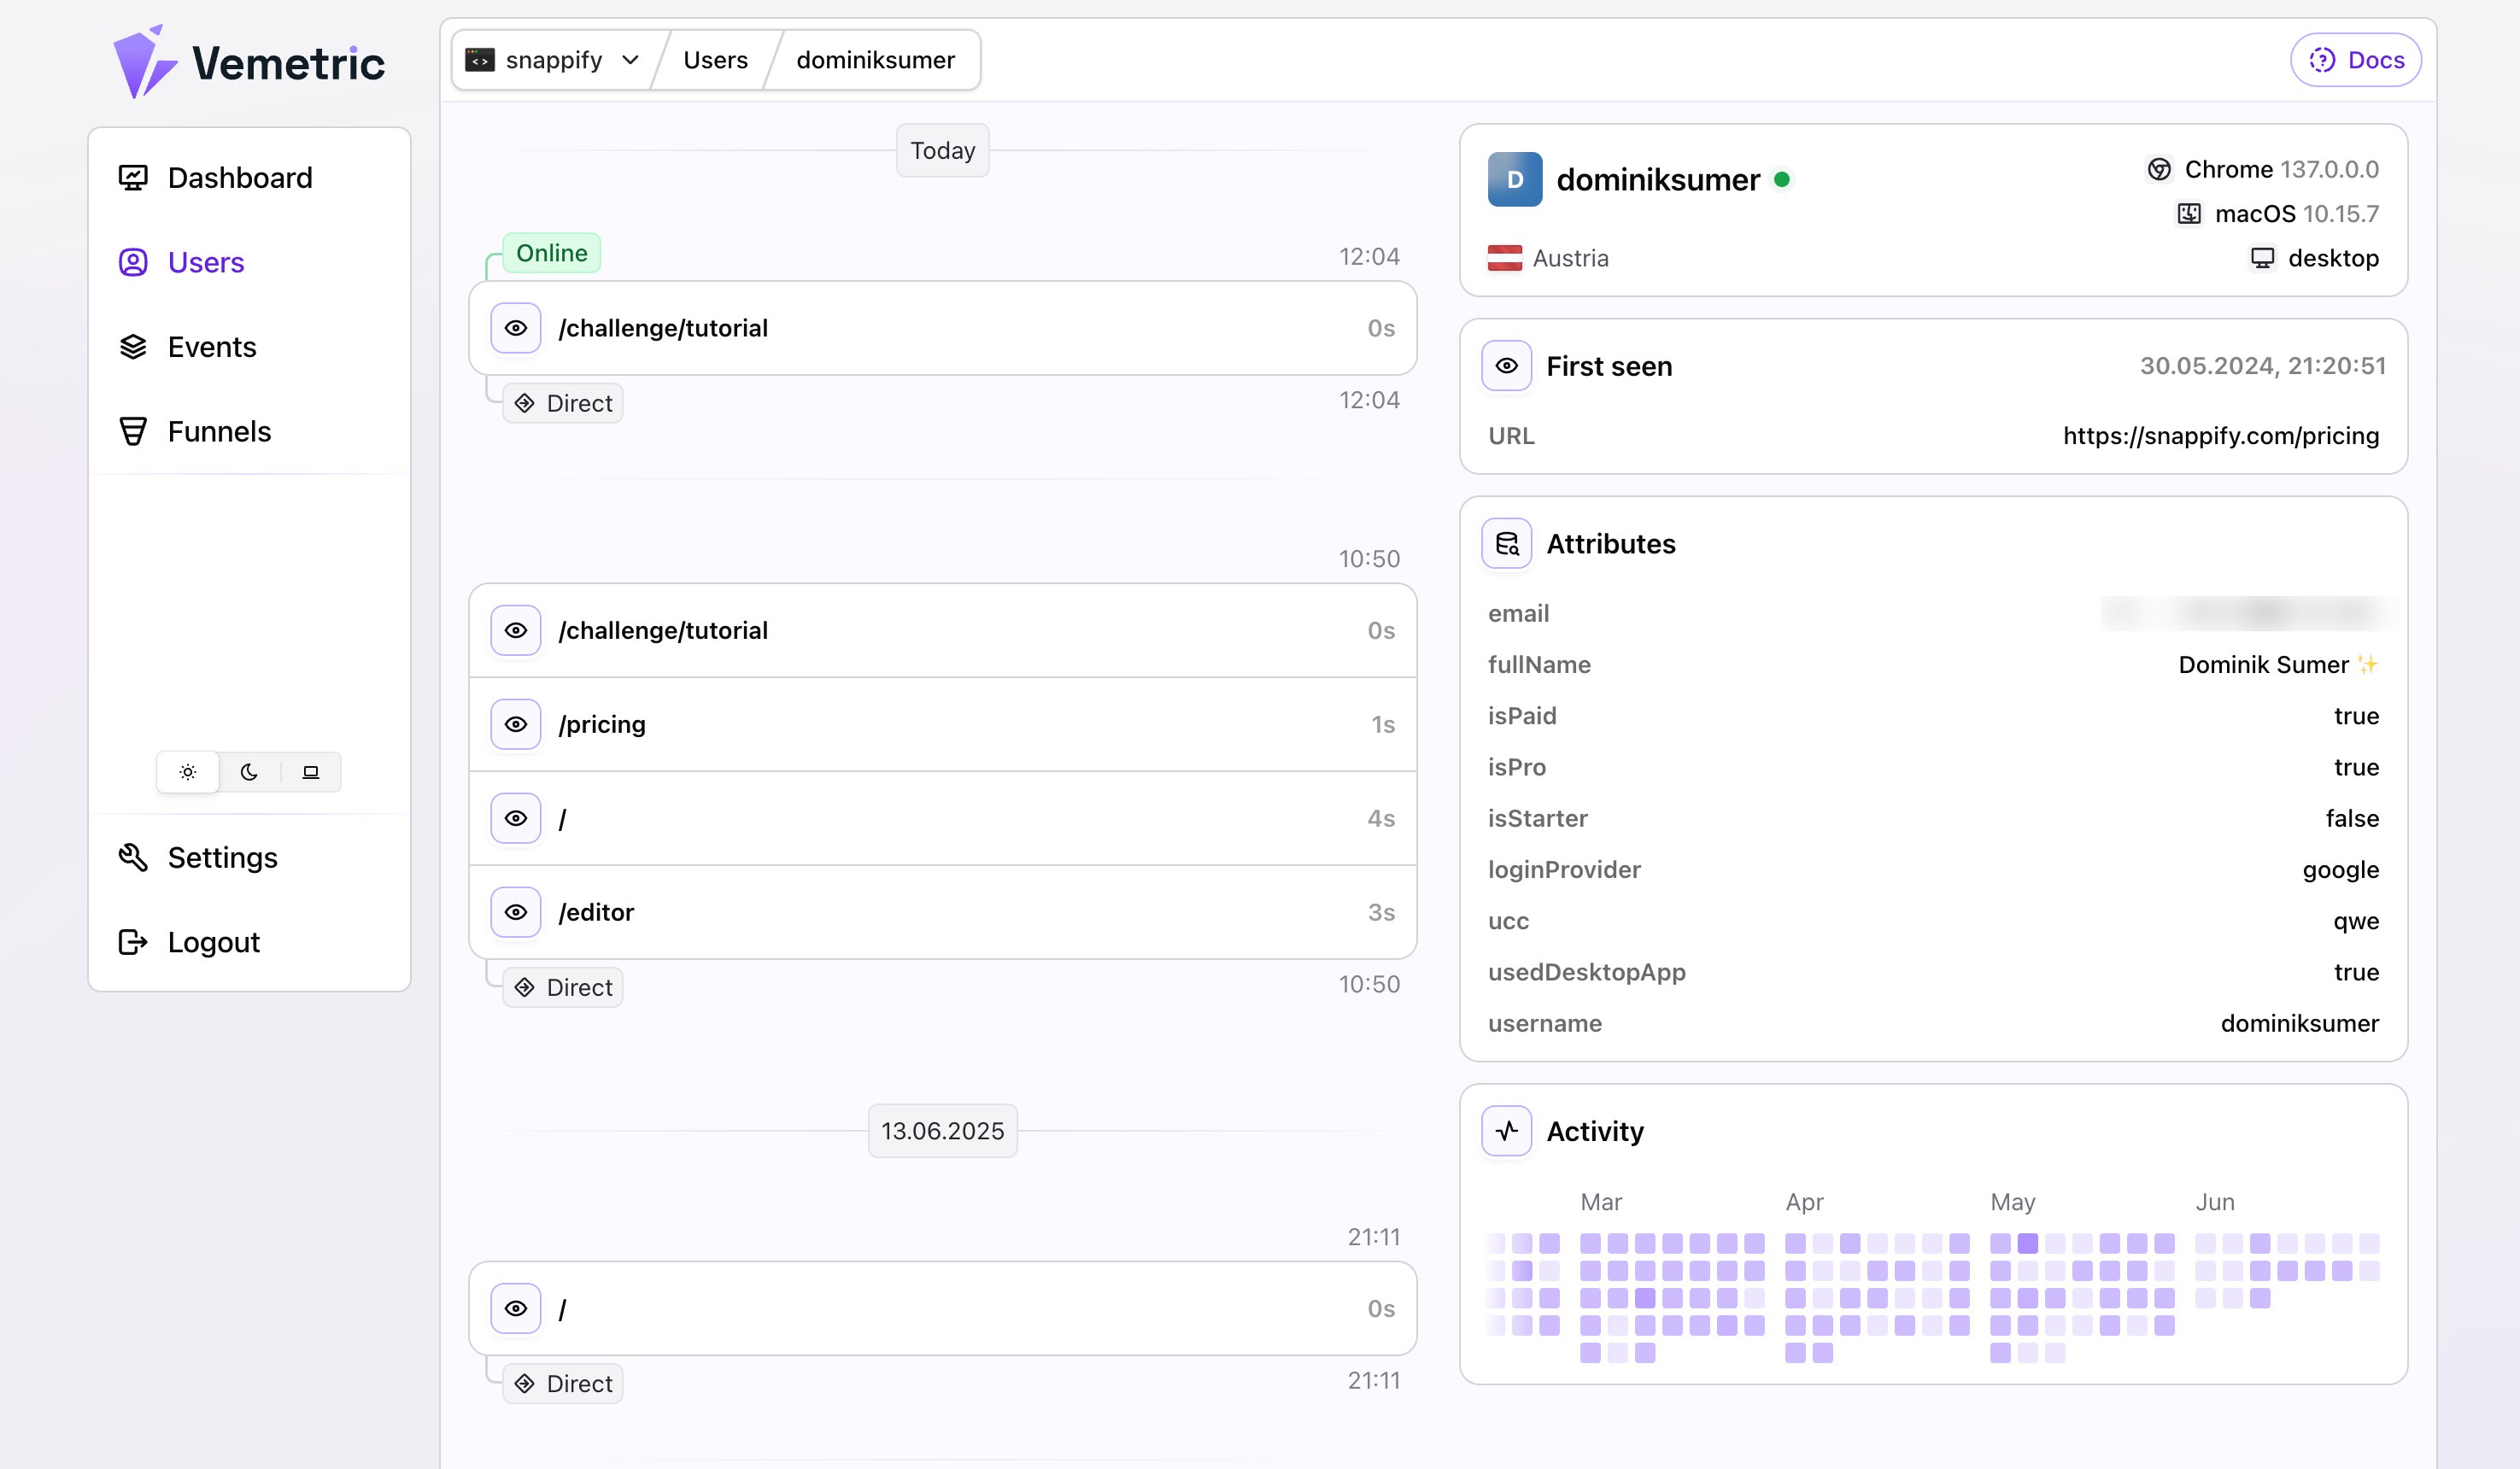 Vemetric
Dashboard
Users
Events
Funnels
Settings
Logout
snappify
Users
dominiksumer
Docs
Today
Online
12:04
/challenge/tutorial
0s
Direct
12:04
10:50
/challenge/tutorial
0s
/pricing
1s
/
4s
/editor
3s
Direct
10:50
13.06.2025
21:11
/
0s
Direct
21:11
D
dominiksumer
Austria
Chrome 137.0.0.0
macOS 10.15.7
desktop
First seen
30.05.2024, 21:20:51
URL
https://snappify.com/pricing
Attributes
email
fullName
Dominik Sumer ✨
isPaid
true
isPro
true
isStarter
false
loginProvider
google
ucc
qwe
usedDesktopApp
true
username
dominiksumer
Activity
Mar
Apr
May
Jun